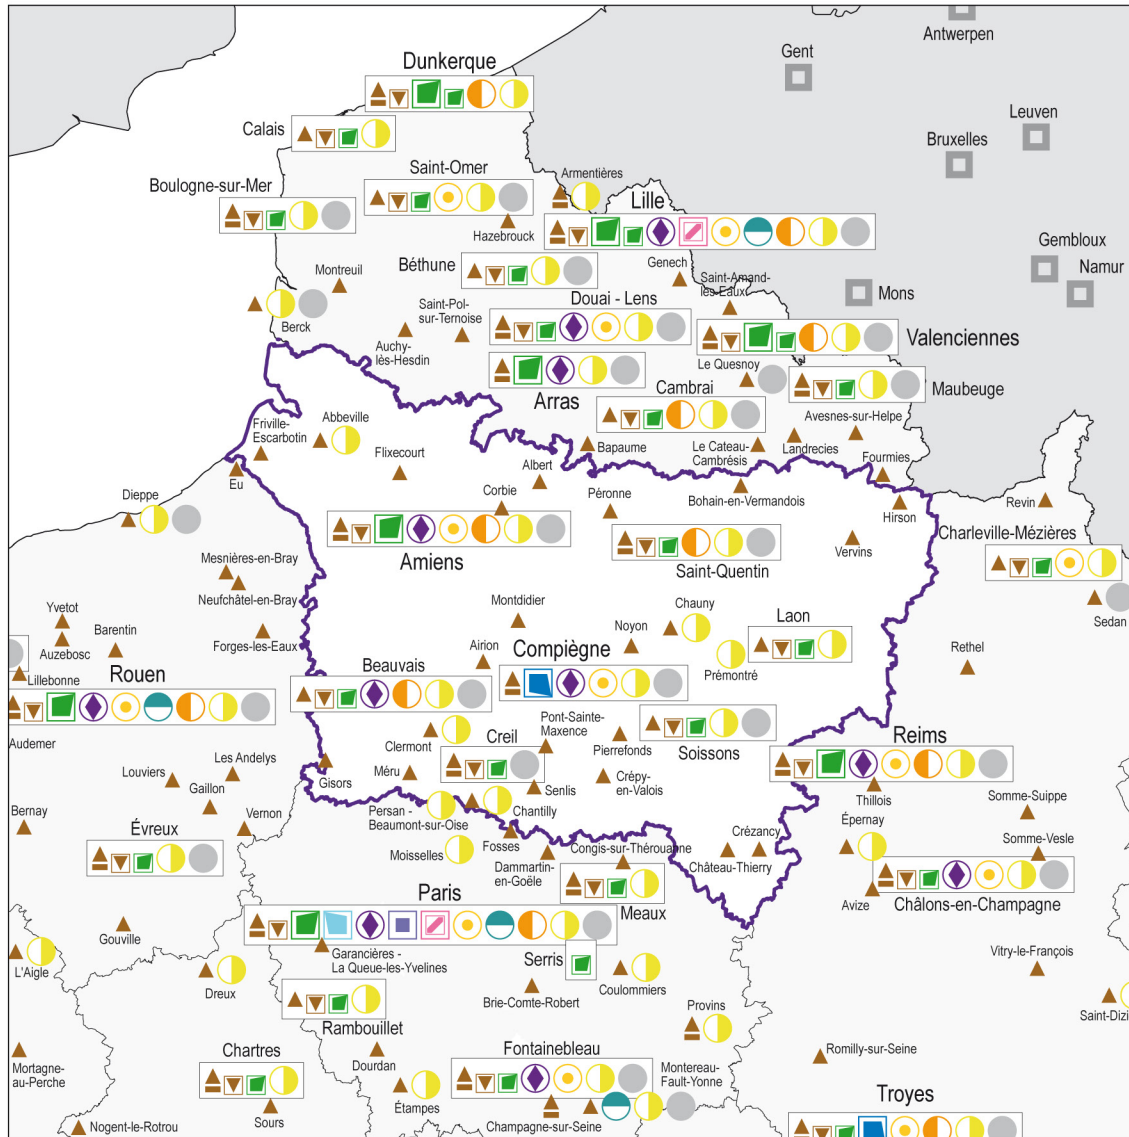 Antwerpen
Gent
Dunkerque
Leuven
Calais
Bruxelles
Saint-Omer
Armentières
Boulogne-sur-Mer
Lille
Hazebrouck
Gembloux
Béthune
Genech
Namur
Montreuil
Saint-Amand-
les-Eaux
Mons
Berck
Saint-Pol-
sur-Ternoise
Douai - Lens
Valenciennes
Auchy-
lès-Hesdin
Le Quesnoy
Arras
Cambrai
Maubeuge
Avesnes-sur-Helpe
Friville-
Escarbotin
Abbeville
Flixecourt
Bapaume
Le Cateau-
Cambrésis
Landrecies
Fourmies
Eu
Albert
Dieppe
Corbie
Péronne
Bohain-en-Vermandois
Hirson
Revin
Charleville-Mézières
Amiens
Saint-Quentin
Vervins
Mesnières-en-Bray
Neufchâtel-en-Bray
Sedan
Yvetot
Montdidier
Chauny
Laon
Barentin
Auzebosc
Forges-les-Eaux
Noyon
Airion
Compiègne
Prémontré
Rethel
Lillebonne
Rouen
Beauvais
Audemer
Clermont
Creil
Pont-Sainte-
Maxence
Pierrefonds
Soissons
Reims
Les Andelys
Louviers
Gisors
Méru
Senlis
Crépy-
en-Valois
Thillois
Gaillon
Bernay
Vernon
Persan -
Beaumont-sur-Oise
Chantilly
Somme-Suippe
Évreux
Fosses
Crézancy
Épernay
Somme-Vesle
Moisselles
Dammartin-
en-Goële
Congis-sur-Thérouanne
Château-Thierry
Paris
Meaux
Avize
Châlons-en-Champagne
Gouville
Garancières -
La Queue-les-Yvelines
Serris
Vitry-le-François
L'Aigle
Dreux
Brie-Comte-Robert
Coulommiers
Provins
Saint-Dizi
Rambouillet
Mortagne-
au-Perche
Chartres
Dourdan
Fontainebleau
Montereau-
Fault-Yonne
Romilly-sur-Seine
Sours
Étampes
Champagne-sur-Seine
Troyes
Nogent-le-Rotrou